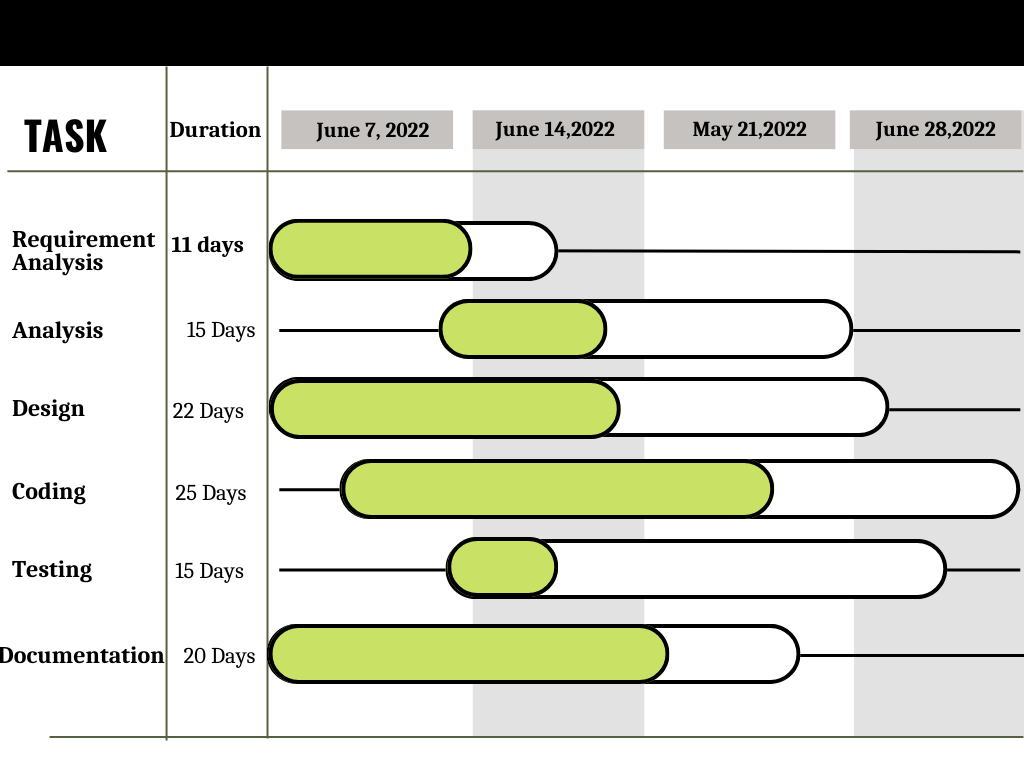 TASK
Duration
June 7, 2022
June 14,2022
May 21,2022
June 28,2022
Requirement
Analysis
11 days
Analysis
15 Days
Design
22 Days
Coding
25 Days
Testing
15 Days
Documentation
20 Days